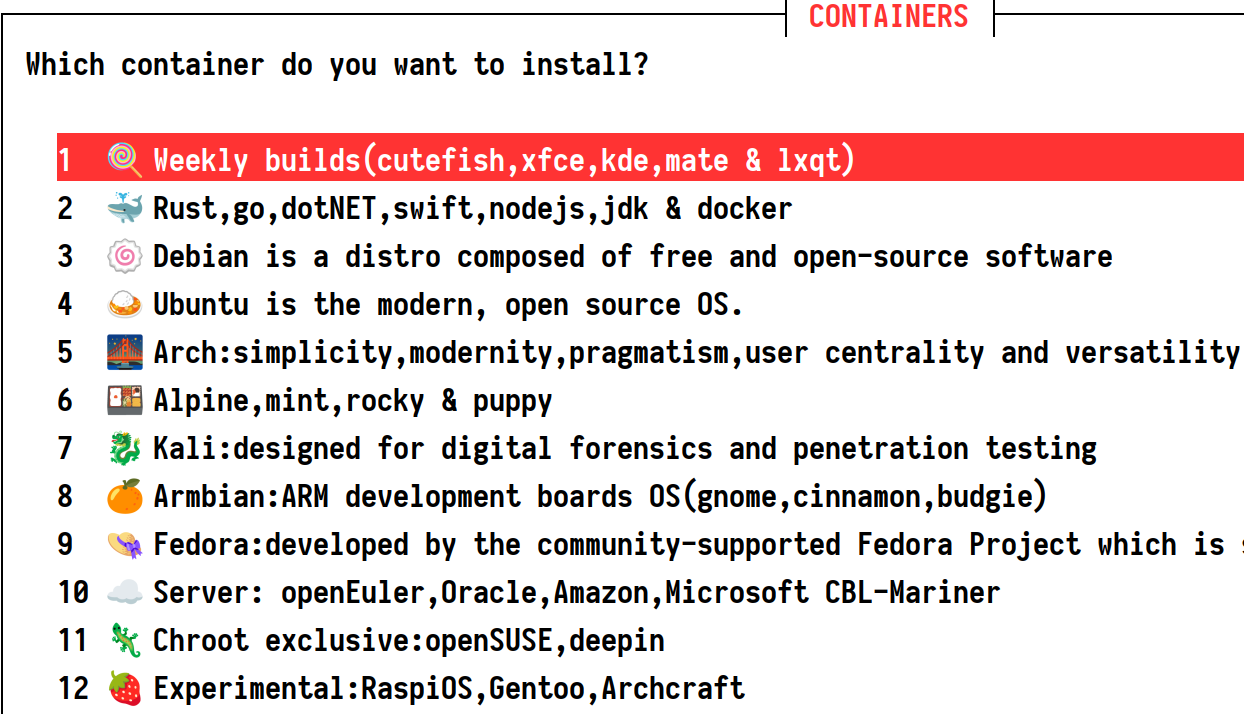 CONTAINERS
Which container do you want to install?
1 🍭 Weekly builds(cutefish,xfce,kde,mate & lxqt)
2 🐳 Rust,go,dotNET,swift,nodejs,jdk & docker
3 🍥 Debian is a distro composed of free and open-source software
4 🍛 Ubuntu is the modern, open source OS.
5 🌉 Arch:simplicity,modernity,pragmatism,user centrality and versatility
6 🍱 Alpine,mint,rocky & puppy
7 🐉 Kali:designed for digital forensics and penetration testing
8 🍊 Armbian:ARM development boards OS(gnome,cinnamon,budgie)
9 👒 Fedora:developed by the community-supported Fedora Project which is
10 ☁️ Server: openEuler,Oracle,Amazon,Microsoft CBL-Mariner
11 🦎 Chroot exclusive:openSUSE,deepin
12 🍓 Experimental:RaspiOS,Gentoo,Archcraft